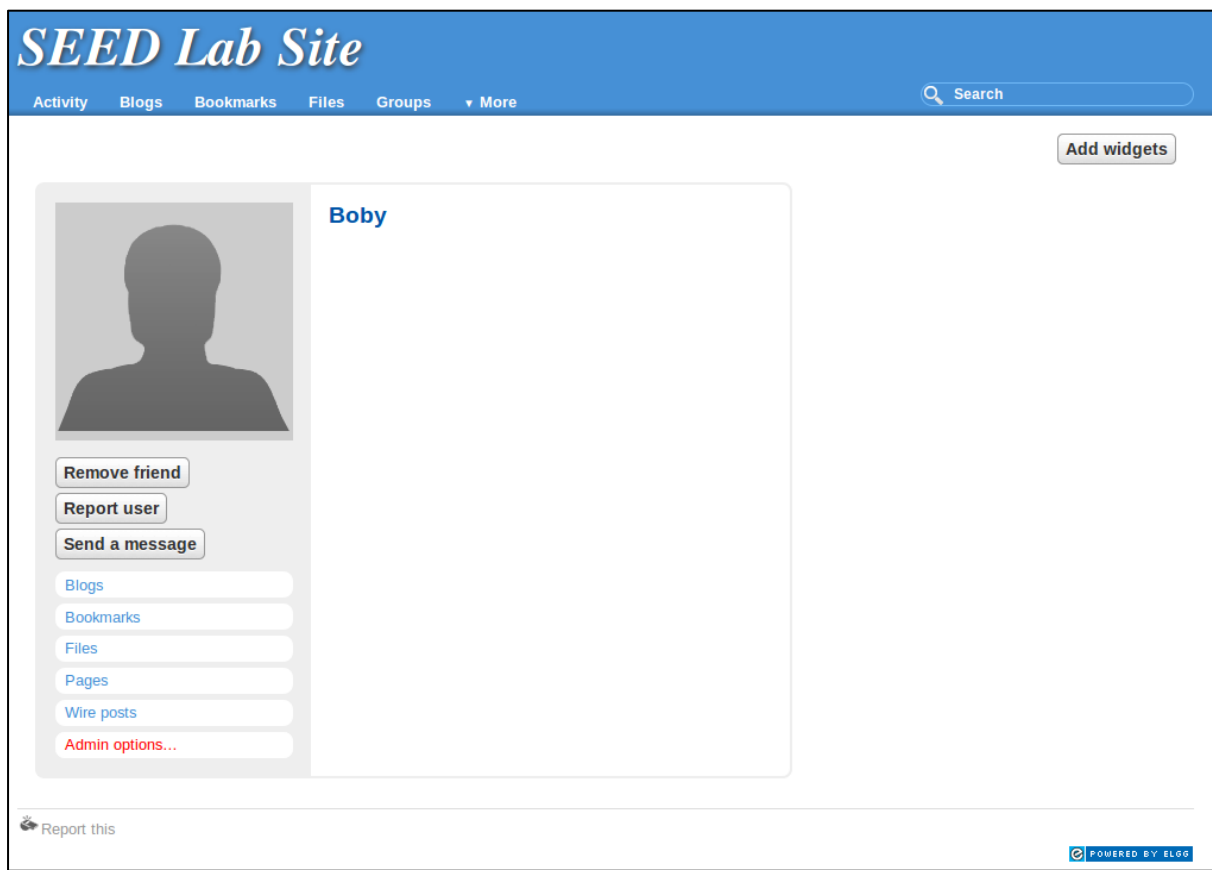 SEED Lab Site
Activity Blogs Bookmarks Files Groups ▼ More Search
Add widgets
Boby
Remove friend
Report user
Send a message
Blogs
Bookmarks
Files
Pages
Wire posts
Admin options...
Report this
POWERED BY ELGG